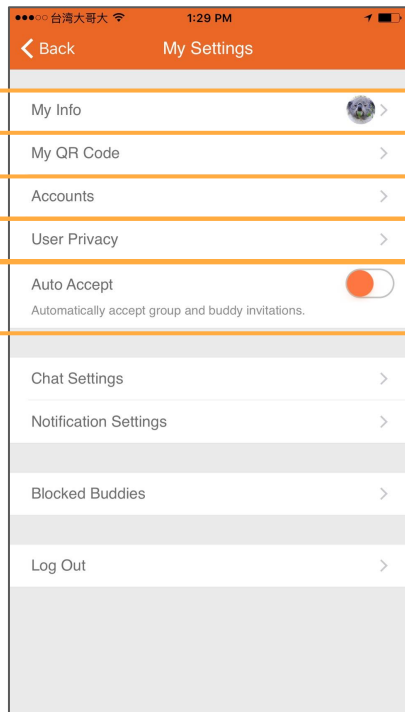 台湾大哥大
1:29 PM
Back
My Settings
My Info
My QR Code
Accounts
User Privacy
Auto Accept
Automatically accept group and buddy invitations.
Chat Settings
Notification Settings
Blocked Buddies
Log Out